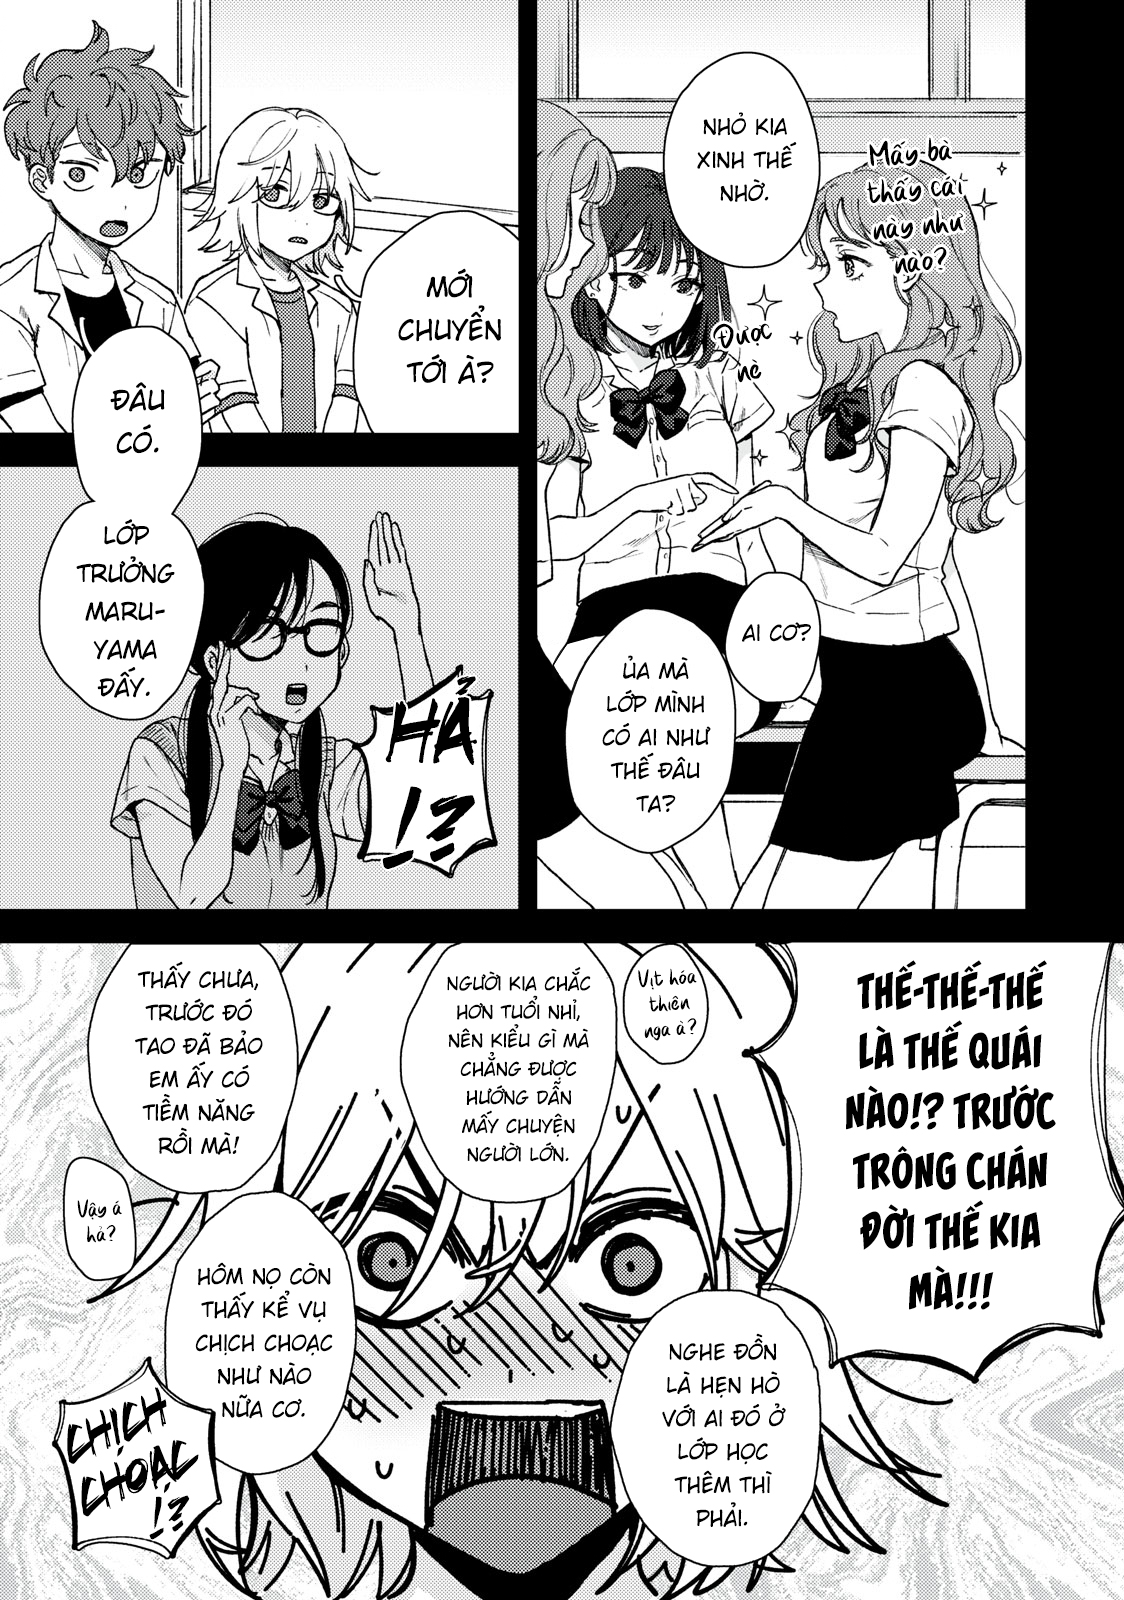 NHỎ KIA
XINH THẾ
NHỜ.
Mấy bà
thấy cái
này như
nào?
Được
nè
AI CƠ?
ỦA MÀ
LỚP MÌNH
CÓ AI NHƯ
THẾ ĐÂU
TA?
MỚI
CHUYỂN
TỚI À?
ĐÂU
CÓ.
LỚP
TRƯỞNG
MARU-
YAMA
ĐẤY.
HẢ
!?
THẾ-THẾ-THẾ
LÀ THẾ QUÁI
NÀO!? TRƯỚC
TRÔNG CHÁN
ĐỜI THẾ KIA
MÀ!!!
Vịt hóa
thiên
nga á?
NGƯỜI KIA CHẮC
HƠN TUỔI NHỈ,
NÊN KIỂU GÌ MÀ
CHẲNG ĐƯỢC
HƯỚNG DẪN
MẤY CHUYỆN
NGƯỜI LỚN.
THẤY CHƯA,
TRƯỚC ĐÓ
TAO ĐÃ BẢO
EM ẤY CÓ
TIỀM NĂNG
RỒI MÀ!
Vậy á
hả?
NGHE ĐỒN
LÀ HẸN HÒ
VỚI AI ĐÓ Ở
LỚP HỌC
THÊM THÌ
PHẢI.
HÔM NỌ CÒN
THẤY KỂ VỤ
CHỊCH CHOẠC
NHƯ NÀO
NỮA CƠ.
CHỊCH
CHOẠC
!?